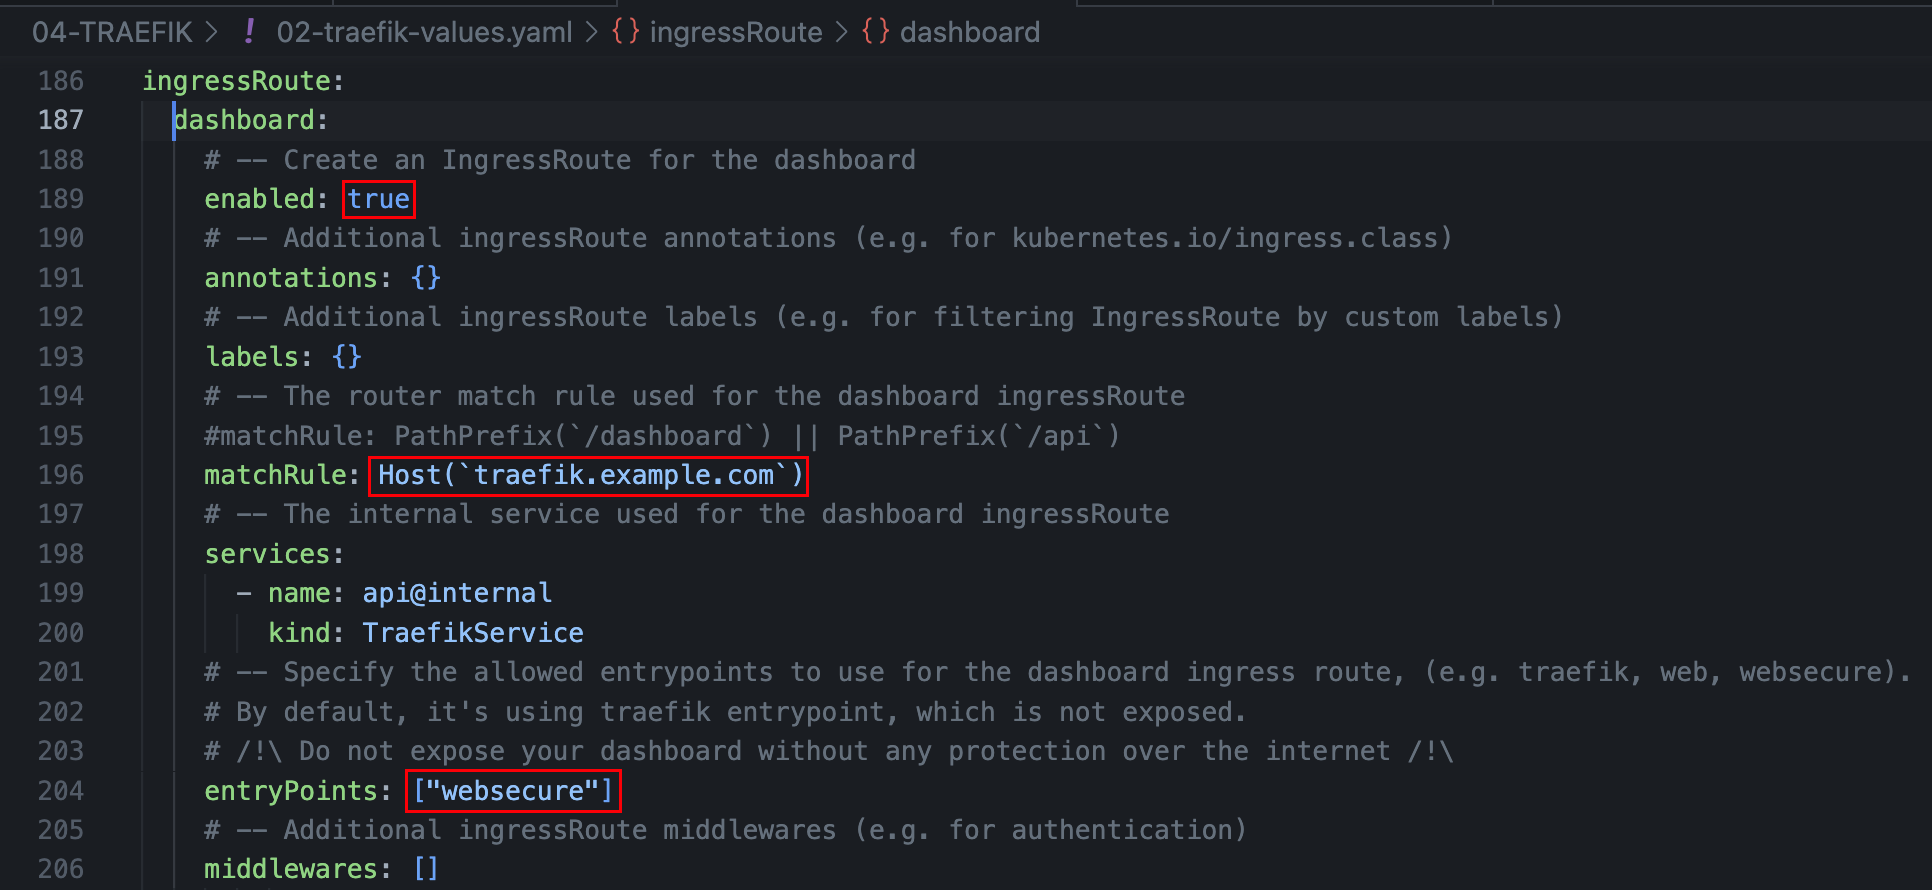 04-TRAEFIK > ! 02-traefik-values.yaml > {} ingressRoute > {} dashboard
186 ingressRoute:
187   dashboard:
188     # -- Create an IngressRoute for the dashboard
189     enabled: true
190     # -- Additional ingressRoute annotations (e.g. for kubernetes.io/ingress.class)
191     annotations: {}
192     # -- Additional ingressRoute labels (e.g. for filtering IngressRoute by custom labels)
193     labels: {}
194     # -- The router match rule used for the dashboard ingressRoute
195     #matchRule: PathPrefix(`/dashboard`) || PathPrefix(`/api`)
196     matchRule: Host(`traefik.example.com`)
197     # -- The internal service used for the dashboard ingressRoute
198     services:
199       - name: api@internal
200         kind: TraefikService
201     # -- Specify the allowed entrypoints to use for the dashboard ingress route, (e.g. traefik, web, websecure).
202     # By default, it's using traefik entrypoint, which is not exposed.
203     # /!\ Do not expose your dashboard without any protection over the internet /!\
204     entryPoints: ["websecure"]
205     # -- Additional ingressRoute middlewares (e.g. for authentication)
206     middlewares: []